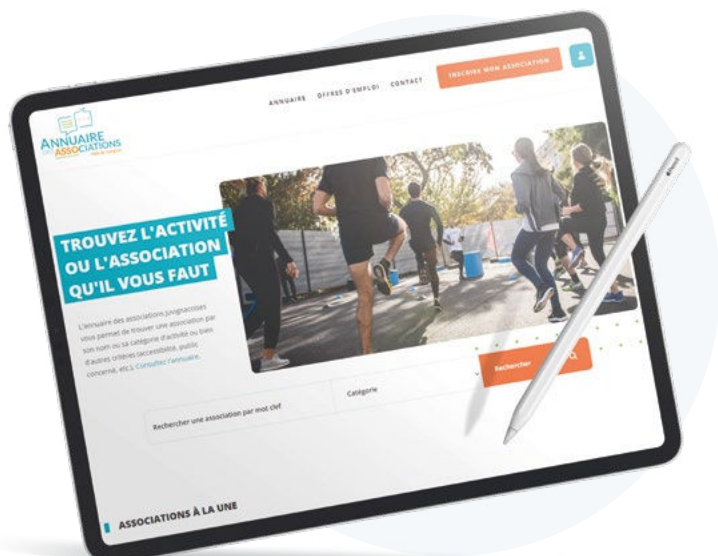 ANNUAIRE OFFRES D'EMPLOI CONTACT
INSCRIRE MON ASSOCIATION
ANNUAIRE
DES ASSOCIATIONS
TROUVEZ L'ACTIVITÉ
OU L'ASSOCIATION
QU'IL VOUS FAUT
L'annuaire des associations juvignacoises
vous permet de trouver une association par
son nom ou sa catégorie d'activité ou bien
d'autres critères (accessibilité, public
concerné, etc.). Consultez l'annuaire.
Rechercher une association par mot clef
Catégorie
Rechercher
ASSOCIATIONS À LA UNE